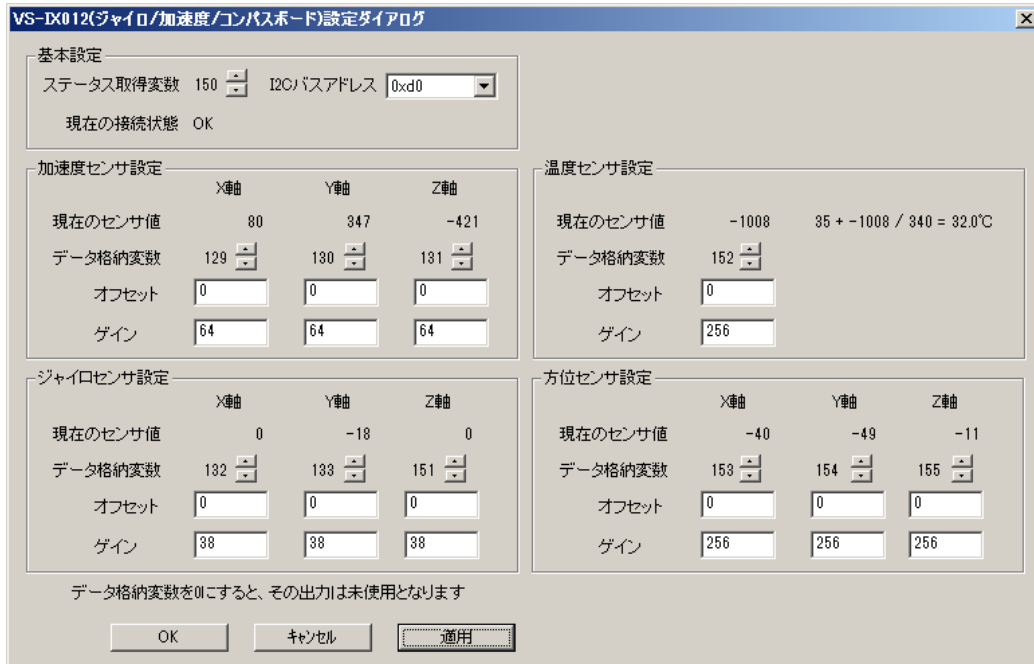 VS-IX012(ジャイロ/加速度/コンパスボード)設定ダイアログ
基本設定
ステータス取得変数 150 I2Cバスアドレス 0xd0
現在の接続状態 OK
加速度センサ設定
X軸 Y軸 Z軸
現在のセンサ値 80 347 -421
データ格納変数 129 130 131
オフセット 0 0 0
ゲイン 64 64 64
温度センサ設定
現在のセンサ値 -1008 35 + -1008 / 340 = 32.0℃
データ格納変数 152
オフセット 0
ゲイン 256
ジャイロセンサ設定
X軸 Y軸 Z軸
現在のセンサ値 0 -18 0
データ格納変数 132 133 151
オフセット 0 0 0
ゲイン 38 38 38
方位センサ設定
X軸 Y軸 Z軸
現在のセンサ値 -40 -49 -11
データ格納変数 153 154 155
オフセット 0 0 0
ゲイン 256 256 256
データ格納変数を0にすると、その出力は未使用となります
OK キャンセル 適用